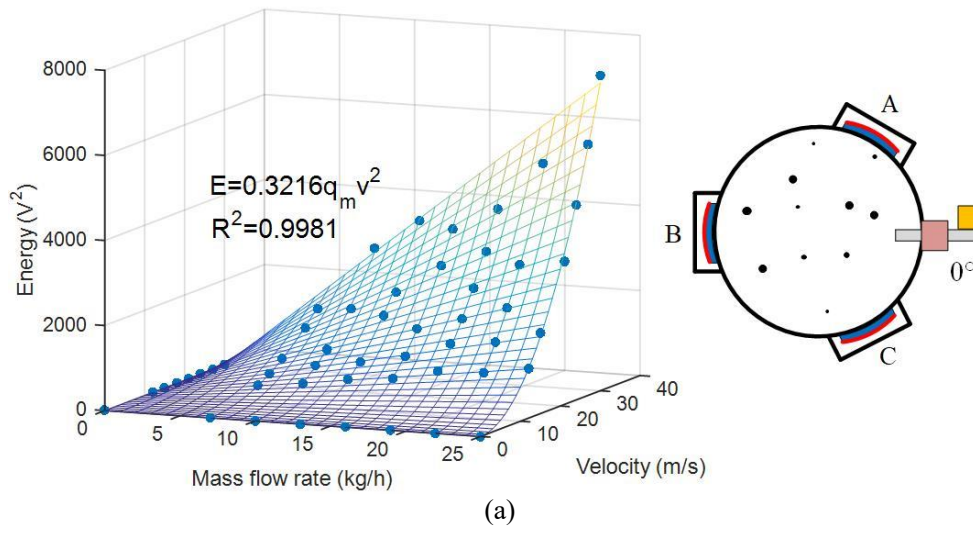 8000
6000
4000
2000
0
Energy (V²)
E=0.3216qₘv²
R²=0.9981
0
5
10
15
20
25
Mass flow rate (kg/h)
0
10
20
30
40
Velocity (m/s)
A
B
C
0°
(a)